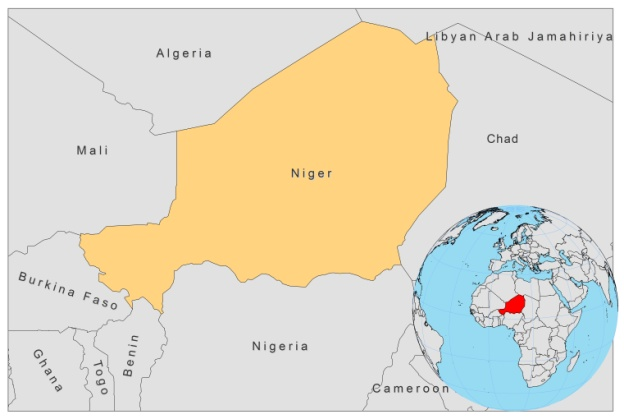 Libyan Arab Jamahiriya
Algeria
Chad
Mali
Niger
Burkina Faso
Nigeria
Benin
Togo
Ghana
Cameroon